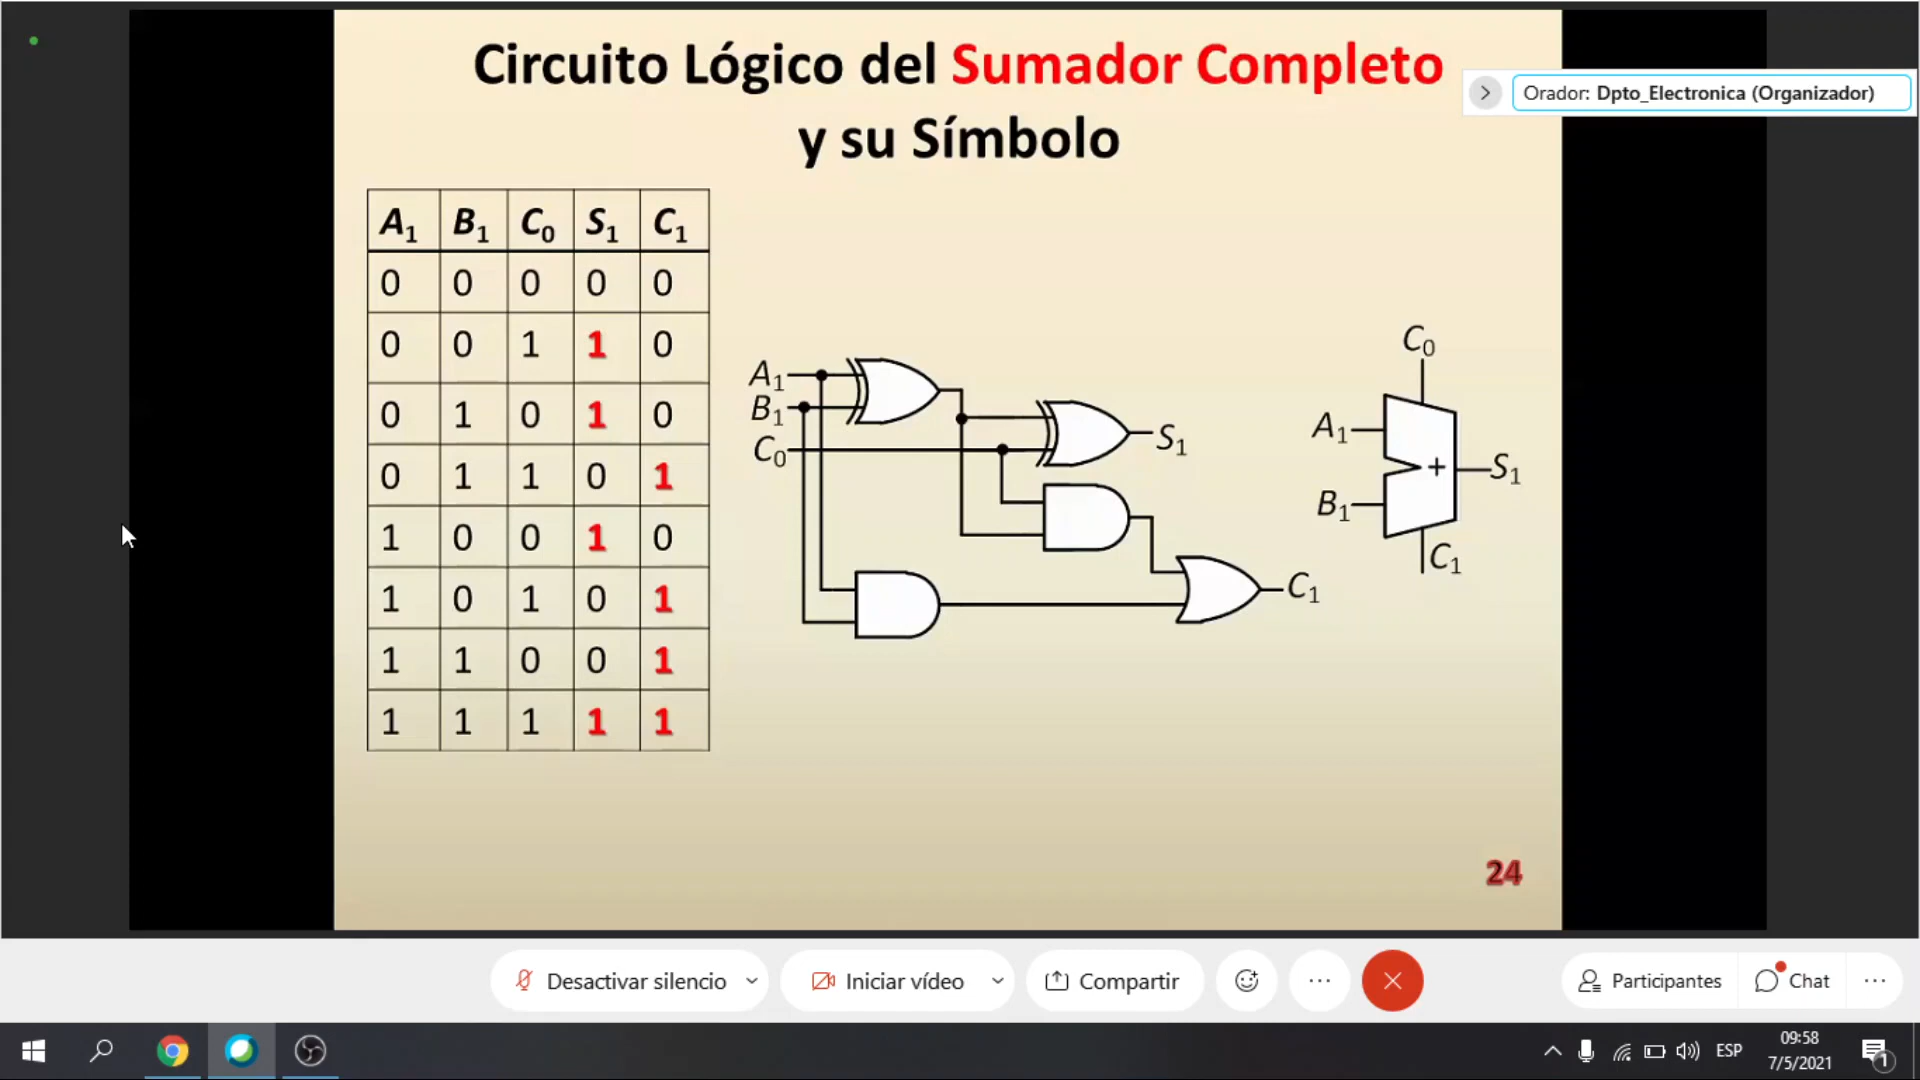 Circuito Lógico del Sumador Completo
y su Símbolo
Orador: Dpto_Electronica (Organizador)
A1 B1 C0 S1 C1
0 0 0 0 0
0 0 1 1 0
0 1 0 1 0
0 1 1 0 1
1 0 0 1 0
1 0 1 0 1
1 1 0 0 1
1 1 1 1 1
A1
B1
C0
S1
C1
C0
A1
+
S1
B1
C1
24
Desactivar silencio
Iniciar vídeo
Compartir
Participantes
Chat
ESP
09:58
7/5/2021
1